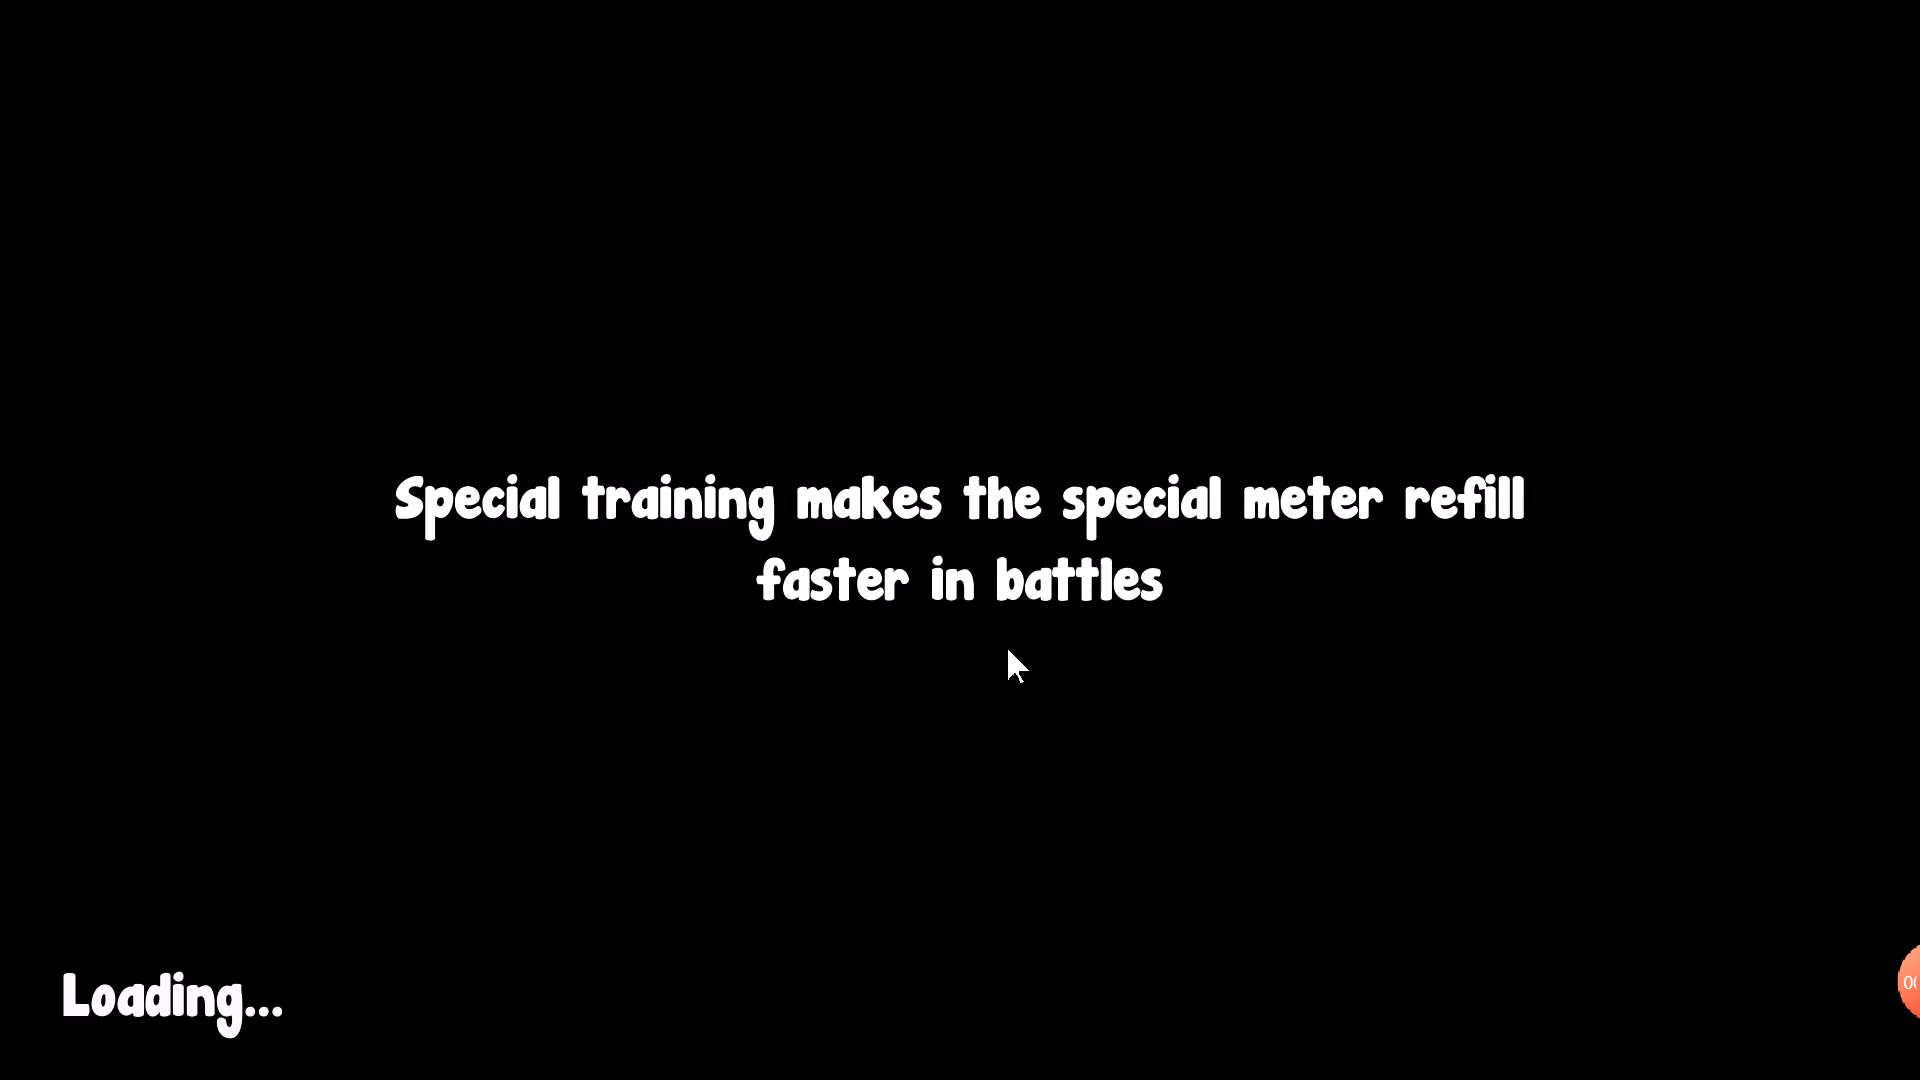 Special training makes the special meter refill
faster in battles
Loading...